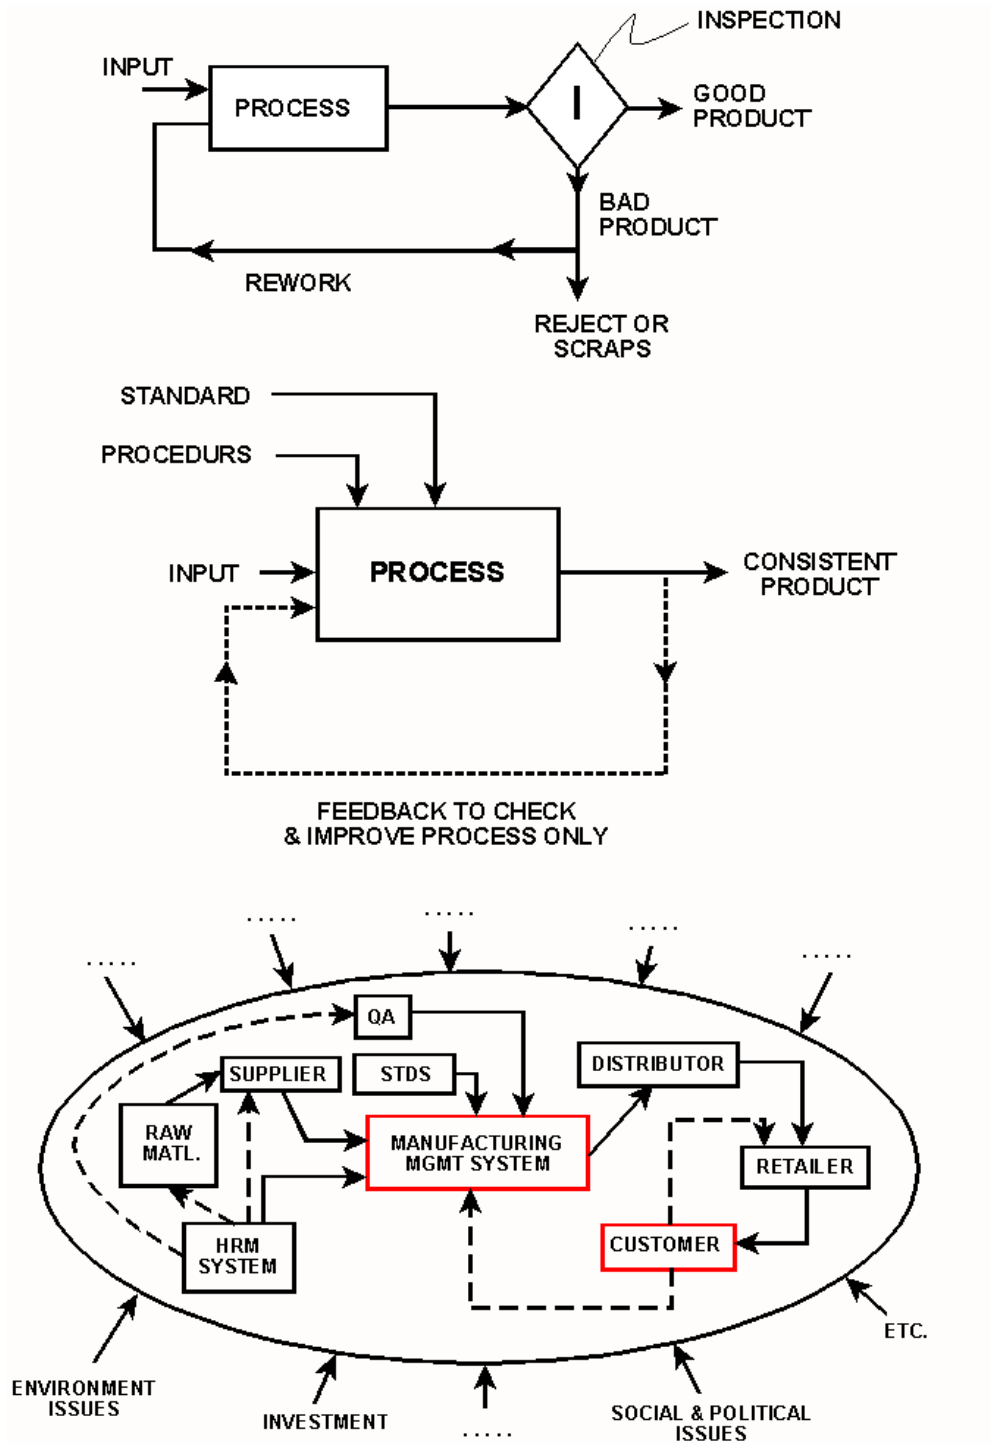 INSPECTION
INPUT
PROCESS
I
GOOD
PRODUCT
BAD
PRODUCT
REWORK
REJECT OR
SCRAPS
STANDARD
PROCEDURS
INPUT
PROCESS
CONSISTENT
PRODUCT
FEEDBACK TO CHECK
& IMPROVE PROCESS ONLY
.....
.....
.....
.....
.....
QA
SUPPLIER
STDS
DISTRIBUTOR
RAW
MATL.
MANUFACTURING
MGMT SYSTEM
RETAILER
HRM
SYSTEM
CUSTOMER
ETC.
ENVIRONMENT
ISSUES
INVESTMENT
.....
SOCIAL & POLITICAL
ISSUES